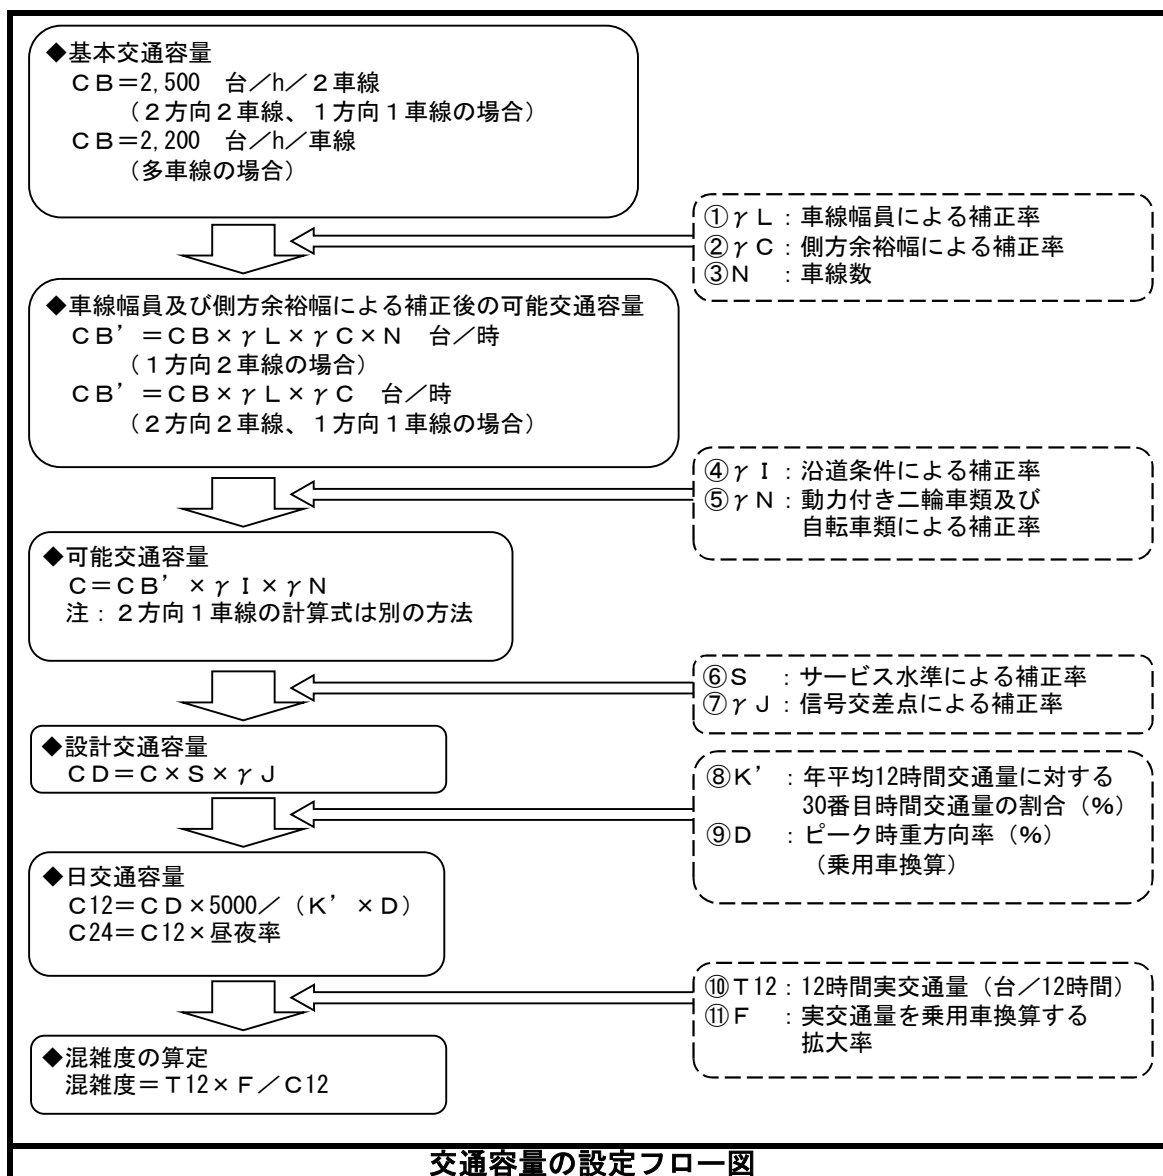 ◆基本交通容量
ＣＢ＝2,500　台／h／２車線
（２方向２車線、１方向１車線の場合）
ＣＢ＝2,200　台／h／車線
（多車線の場合）
①γＬ：車線幅員による補正率
②γＣ：側方余裕幅による補正率
③Ｎ　：車線数
◆車線幅員及び側方余裕幅による補正後の可能交通容量
ＣＢ’＝ＣＢ×γＬ×γＣ×Ｎ　台／時
（１方向２車線の場合）
ＣＢ’＝ＣＢ×γＬ×γＣ　台／時
（２方向２車線、１方向１車線の場合）
④γＩ：沿道条件による補正率
⑤γＮ：動力付き二輪車類及び
自転車類による補正率
◆可能交通容量
Ｃ＝ＣＢ’×γＩ×γＮ
注：２方向１車線の計算式は別の方法
⑥Ｓ　：サービス水準による補正率
⑦γＪ：信号交差点による補正率
◆設計交通容量
ＣＤ＝Ｃ×Ｓ×γＪ
⑧Ｋ’：年平均12時間交通量に対する
30番目時間交通量の割合（％）
⑨Ｄ　：ピーク時重方向率（％）
（乗用車換算）
◆日交通容量
Ｃ12＝ＣＤ×5000／（Ｋ’×Ｄ）
Ｃ24＝Ｃ12×昼夜率
⑩Ｔ12：12時間実交通量（台／12時間）
⑪Ｆ　：実交通量を乗用車換算する
拡大率
◆混雑度の算定
混雑度＝Ｔ12×Ｆ／Ｃ12
交通容量の設定フロー図